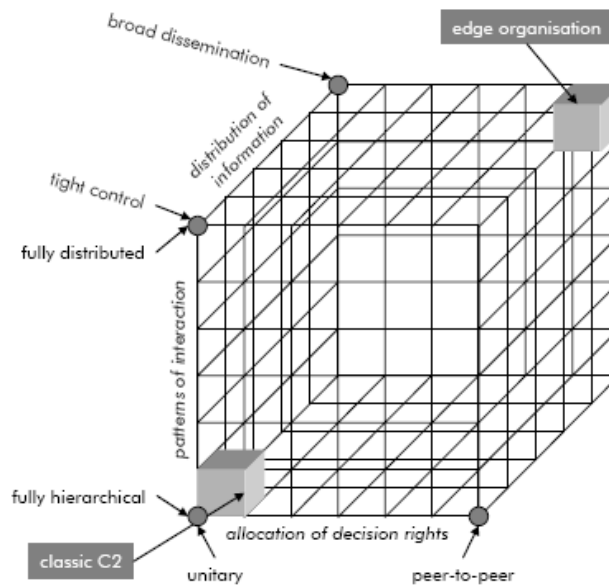 edge organisation
broad dissemination
distribution of
information
tight control
fully distributed
patterns of interaction
fully hierarchical
allocation of decision rights
classic C2
unitary
peer-to-peer